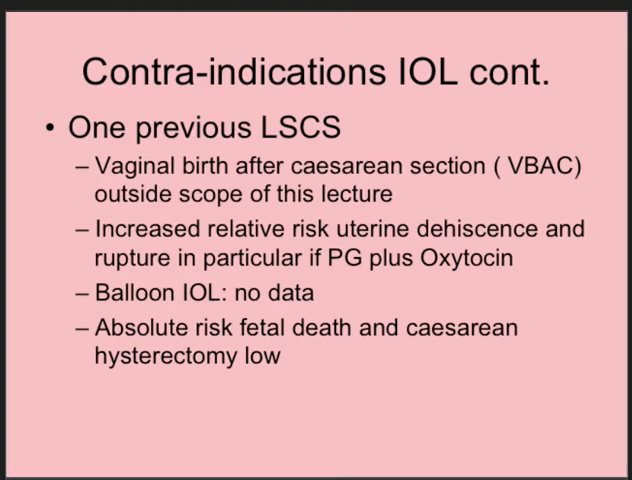 Contra-indications IOL cont.
• One previous LSCS
– Vaginal birth after caesarean section ( VBAC)
outside scope of this lecture
– Increased relative risk uterine dehiscence and
rupture in particular if PG plus Oxytocin
– Balloon IOL: no data
– Absolute risk fetal death and caesarean
hysterectomy low